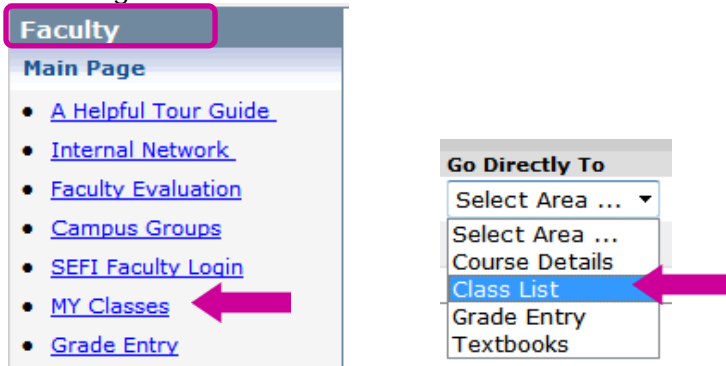 Faculty
Main Page
A Helpful Tour Guide
Internal Network
Faculty Evaluation
Campus Groups
SEFI Faculty Login
MY Classes
Grade Entry
Go Directly To
Select Area ...
Select Area ...
Course Details
Class List
Grade Entry
Textbooks